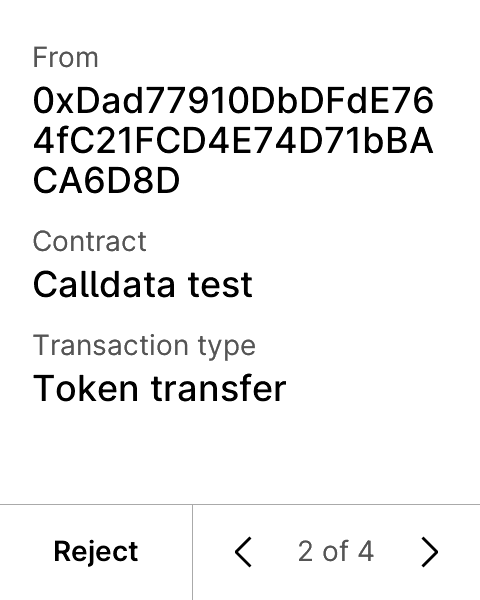 From
0xDad77910DbDFdE76
4fC21FCD4E74D71bBA
CA6D8D
Contract
Calldata test
Transaction type
Token transfer
Reject
2 of 4